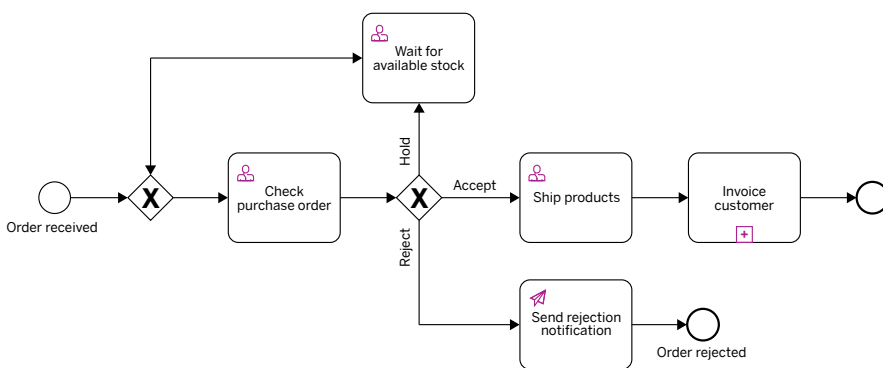 Wait for
available stock
Hold
Check
purchase order
Accept
Ship products
Invoice
customer
Order received
Reject
Send rejection
notification
Order rejected